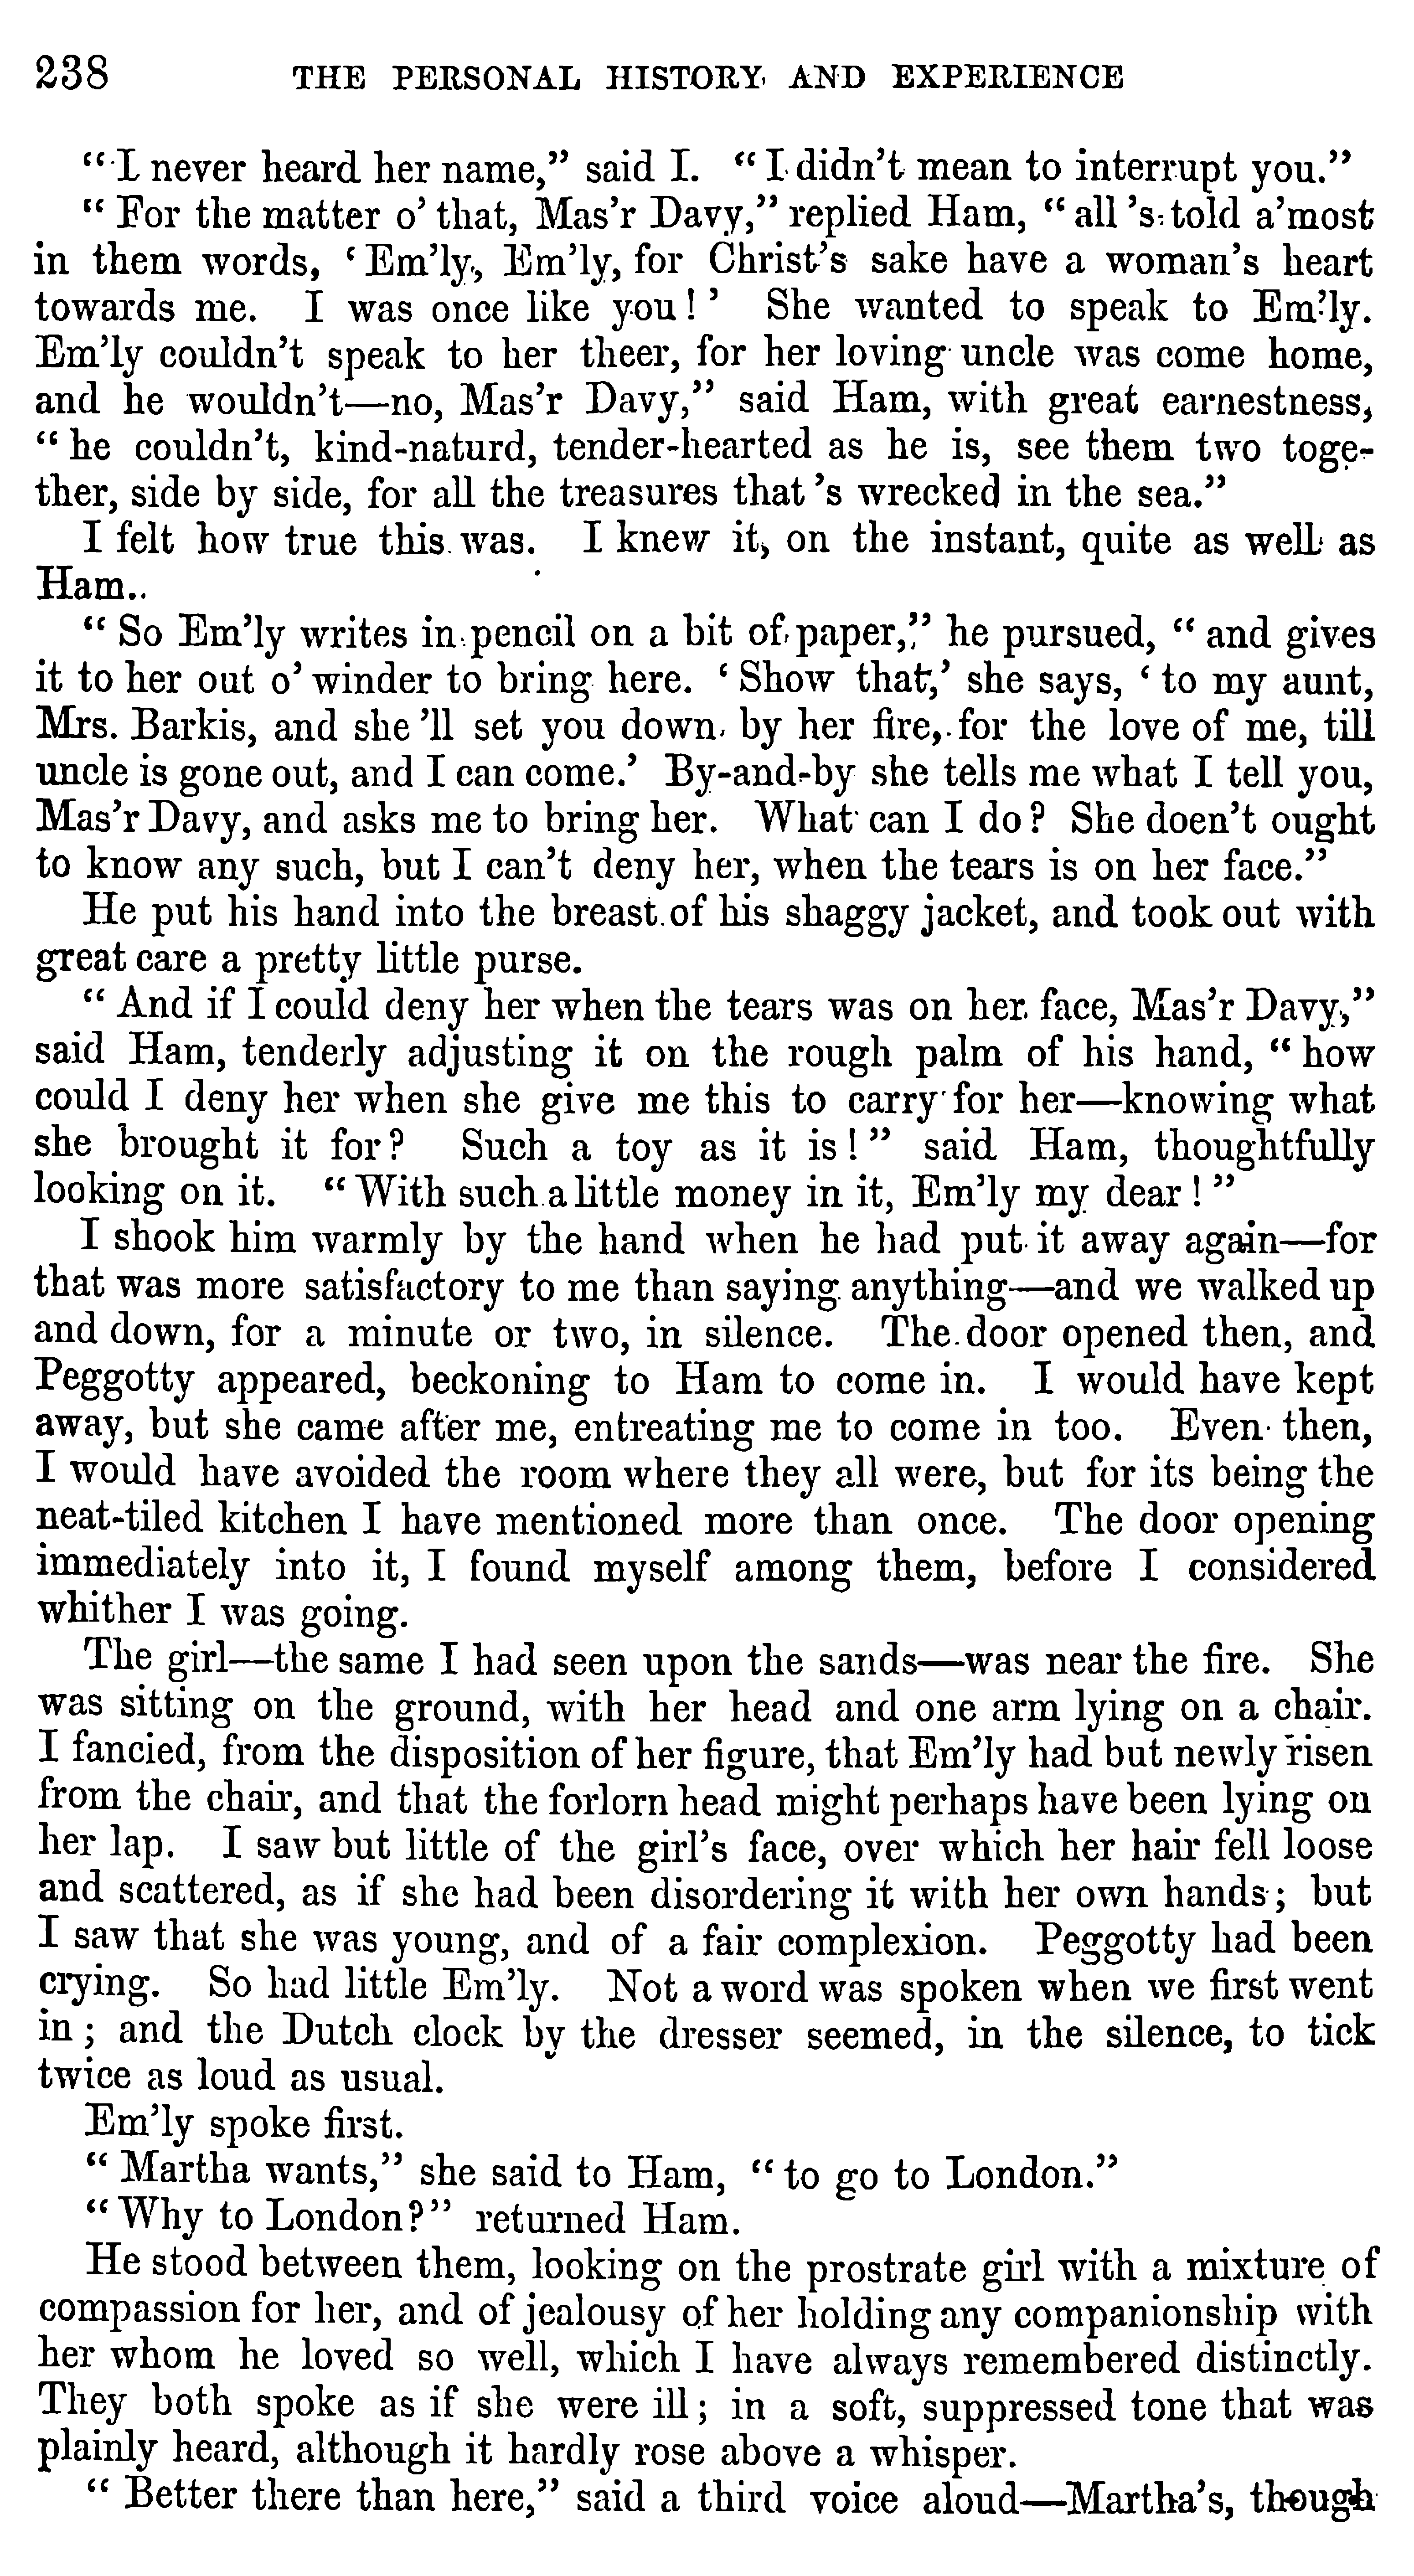 238 THE PERSONAL HISTORY AND EXPERIENCE
"I never heard her name," said I. "I didn't mean to interrupt you."
"For the matter o' that, Mas'r Davy," replied Ham, "all 's told a'most
in them words, 'Em'ly, Em'ly, for Christ's sake have a woman's heart
towards me. I was once like you!' She wanted to speak to Em'ly.
Em'ly couldn't speak to her theer, for her loving uncle was come home,
and he wouldn't—no, Mas'r Davy," said Ham, with great earnestness,
"he couldn't, kind-naturd, tender-hearted as he is, see them two toge-
ther, side by side, for all the treasures that 's wrecked in the sea."
I felt how true this was. I knew it, on the instant, quite as well as
Ham.
"So Em'ly writes in pencil on a bit of paper," he pursued, "and gives
it to her out o' winder to bring here. 'Show that,' she says, 'to my aunt,
Mrs. Barkis, and she 'll set you down by her fire, for the love of me, till
uncle is gone out, and I can come.' By-and-by she tells me what I tell you,
Mas'r Davy, and asks me to bring her. What can I do? She doen't ought
to know any such, but I can't deny her, when the tears is on her face."
He put his hand into the breast of his shaggy jacket, and took out with
great care a pretty little purse.
"And if I could deny her when the tears was on her face, Mas'r Davy,"
said Ham, tenderly adjusting it on the rough palm of his hand, "how
could I deny her when she give me this to carry for her—knowing what
she brought it for? Such a toy as it is!" said Ham, thoughtfully
looking on it. "With such a little money in it, Em'ly my dear!"
I shook him warmly by the hand when he had put it away again—for
that was more satisfactory to me than saying anything—and we walked up
and down, for a minute or two, in silence. The door opened then, and
Peggotty appeared, beckoning to Ham to come in. I would have kept
away, but she came after me, entreating me to come in too. Even then,
I would have avoided the room where they all were, but for its being the
neat-tiled kitchen I have mentioned more than once. The door opening
immediately into it, I found myself among them, before I considered
whither I was going.
The girl—the same I had seen upon the sands—was near the fire. She
was sitting on the ground, with her head and one arm lying on a chair.
I fancied, from the disposition of her figure, that Em'ly had but newly risen
from the chair, and that the forlorn head might perhaps have been lying on
her lap. I saw but little of the girl's face, over which her hair fell loose
and scattered, as if she had been disordering it with her own hands; but
I saw that she was young, and of a fair complexion. Peggotty had been
crying. So had little Em'ly. Not a word was spoken when we first went
in; and the Dutch clock by the dresser seemed, in the silence, to tick
twice as loud as usual.
Em'ly spoke first.
"Martha wants," she said to Ham, "to go to London."
"Why to London?" returned Ham.
He stood between them, looking on the prostrate girl with a mixture of
compassion for her, and of jealousy of her holding any companionship with
her whom he loved so well, which I have always remembered distinctly.
They both spoke as if she were ill; in a soft, suppressed tone that was
plainly heard, although it hardly rose above a whisper.
"Better there than here," said a third voice aloud—Martha's, though